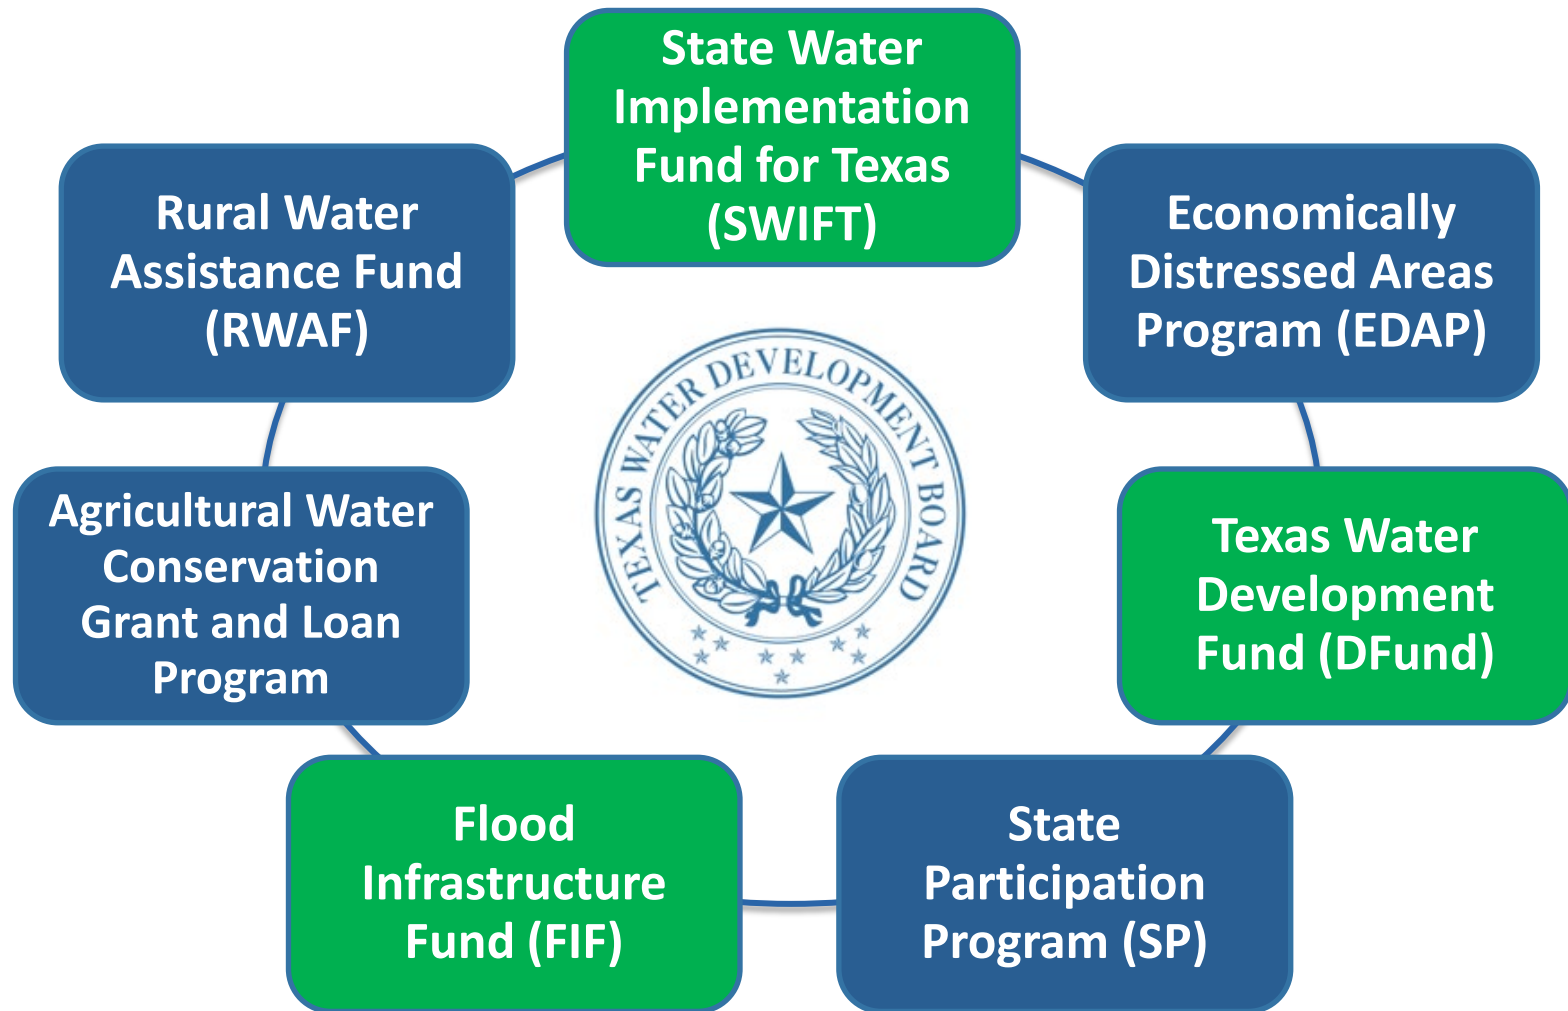 State Water
Implementation
Fund for Texas
(SWIFT)
Economically
Distressed Areas
Program (EDAP)
Texas Water
Development
Fund (DFund)
State
Participation
Program (SP)
Flood
Infrastructure
Fund (FIF)
Agricultural Water
Conservation
Grant and Loan
Program
Rural Water
Assistance Fund
(RWAF)
TEXAS WATER DEVELOPMENT BOARD